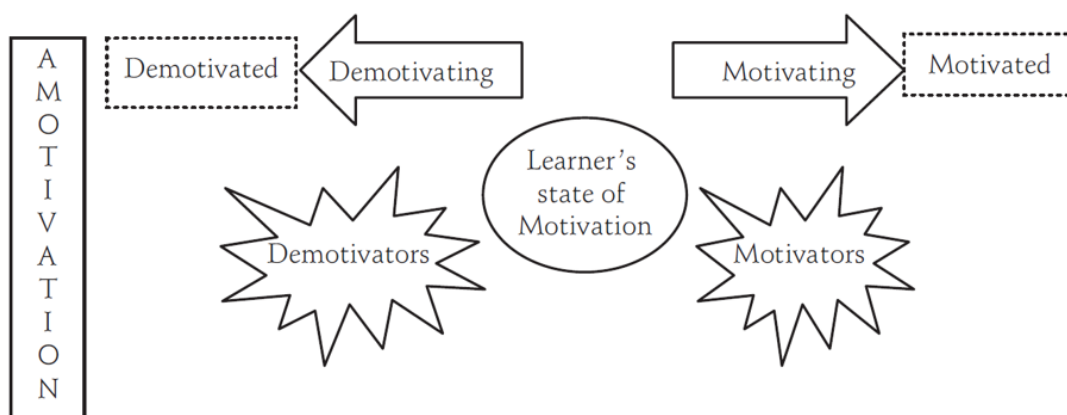 AMOTIVATION
Demotivated
Demotivating
Motivating
Motivated
Learner's
state of
Motivation
Demotivators
Motivators